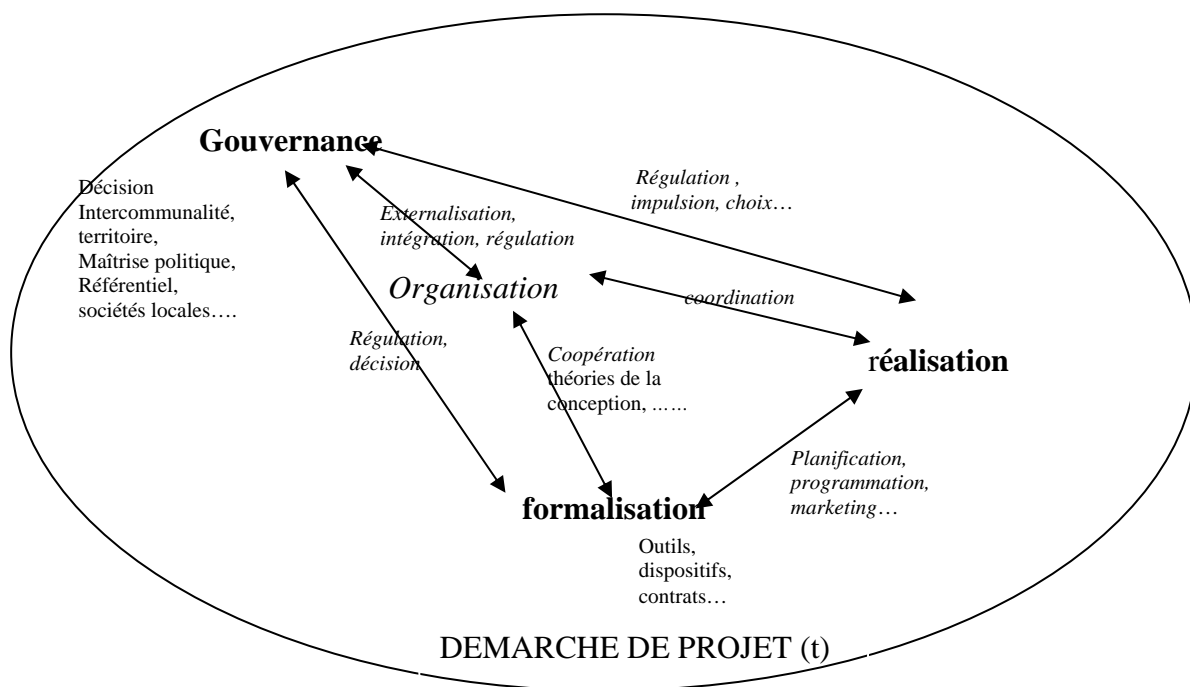 Gouvernance
Décision
Intercommunalité,
territoire,
Maîtrise politique,
Référentiel,
sociétés locales….
Régulation ,
impulsion, choix…
Externalisation,
intégration, régulation
Organisation
coordination
Régulation,
décision
Coopération
théories de la
conception, ……
réalisation
Planification,
programmation,
marketing…
formalisation
Outils,
dispositifs,
contrats…
DEMARCHE DE PROJET (t)